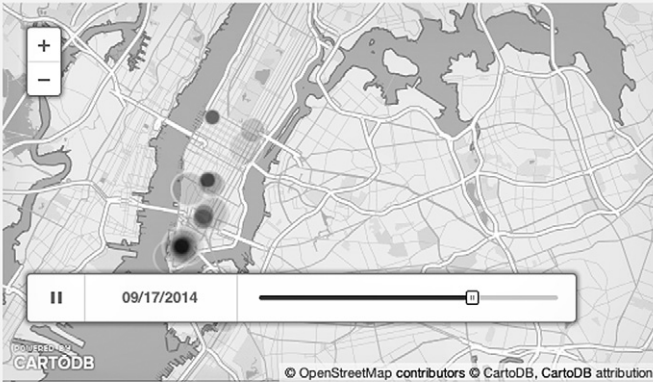 +
−
09/17/2014
POWERED BY
CARTODB
© OpenStreetMap contributors © CartoDB, CartoDB attribution